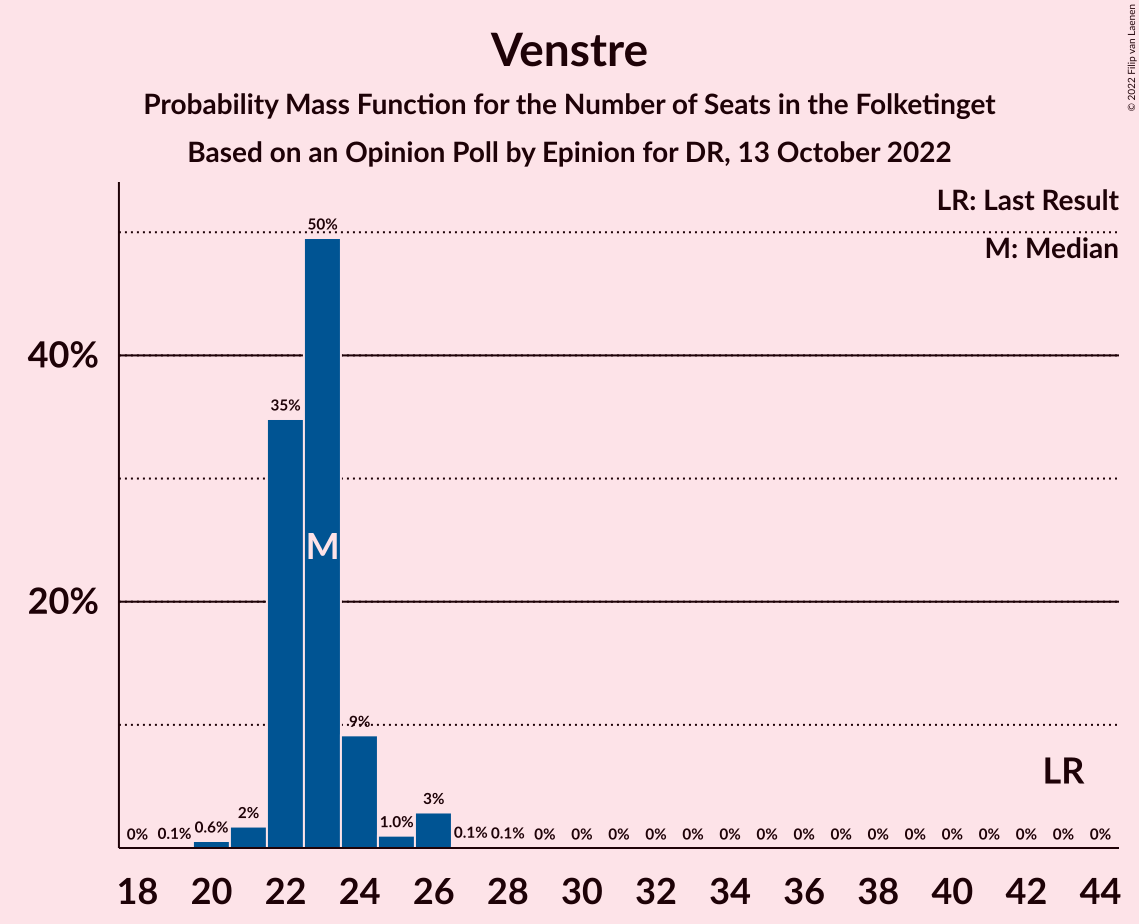 Venstre
Probability Mass Function for the Number of Seats in the Folketinget
Based on an Opinion Poll by Epinion for DR, 13 October 2022
© 2022 Filip van Laenen
LR: Last Result
M: Median
50%
40%
35%
M
20%
9%
LR
3%
2%
1.0%
0% 0.1% 0.6% 0.1% 0.1% 0% 0% 0% 0% 0% 0% 0% 0% 0% 0% 0% 0% 0% 0% 0% 0%
18 20 22 24 26 28 30 32 34 36 38 40 42 44